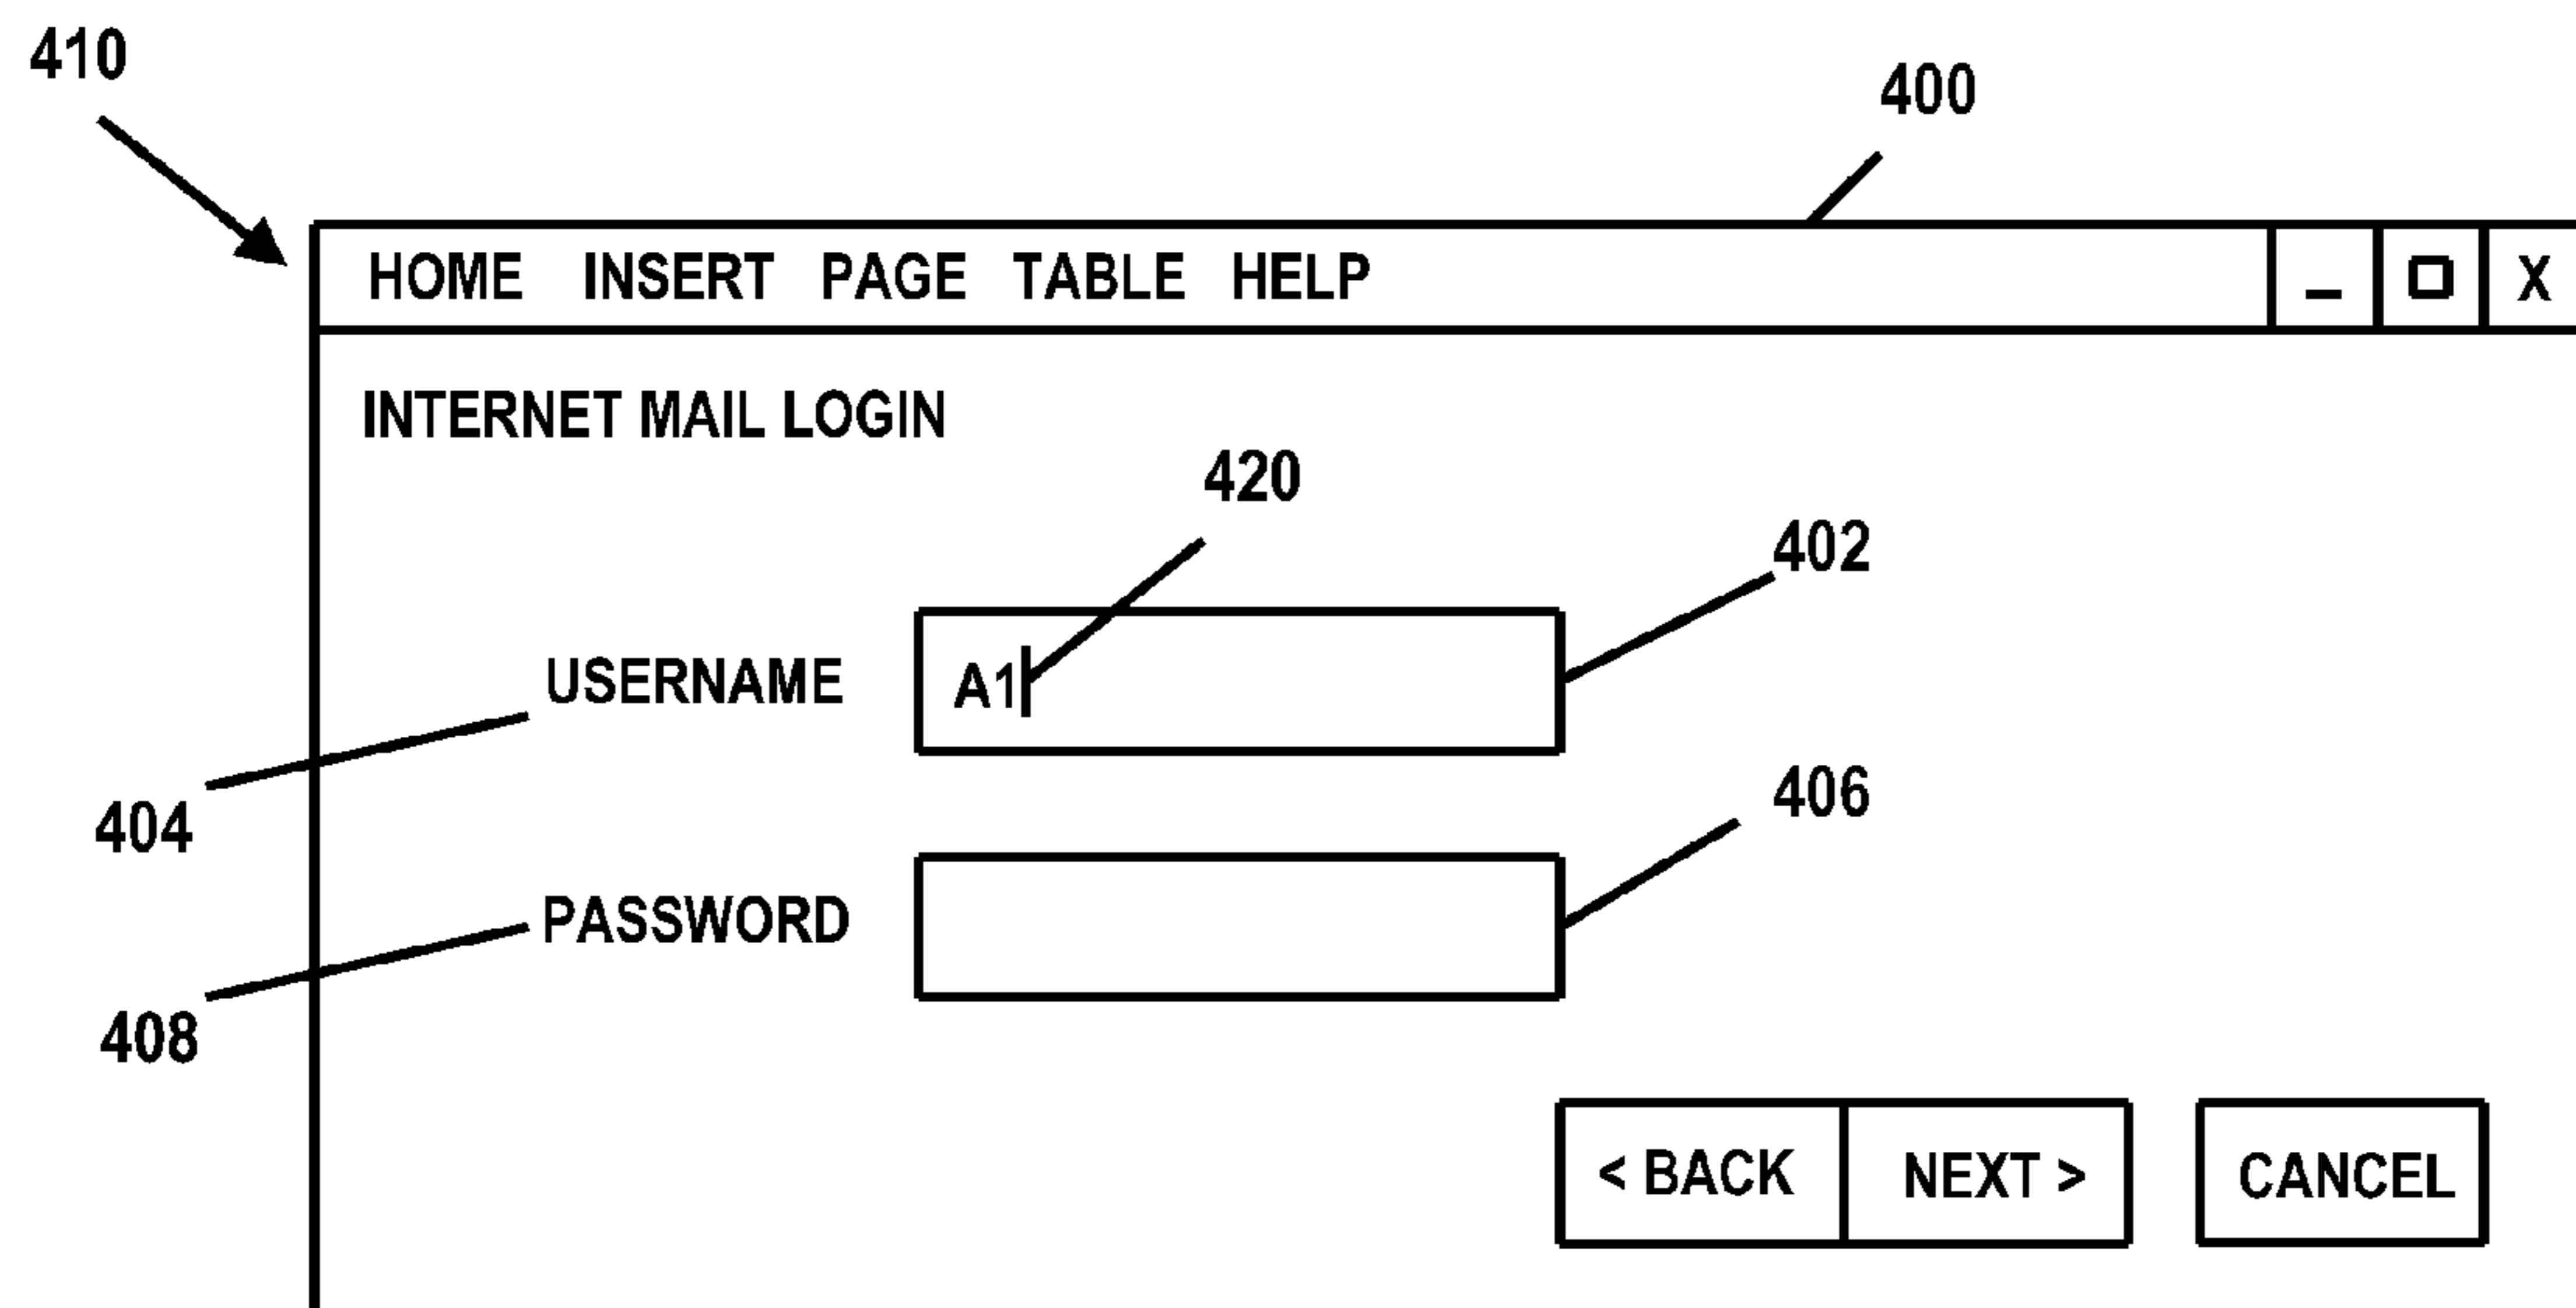 410
400
HOME INSERT PAGE TABLE HELP _ X
INTERNET MAIL LOGIN
420
402
USERNAME A1
404
406
PASSWORD
408
< BACK NEXT > CANCEL